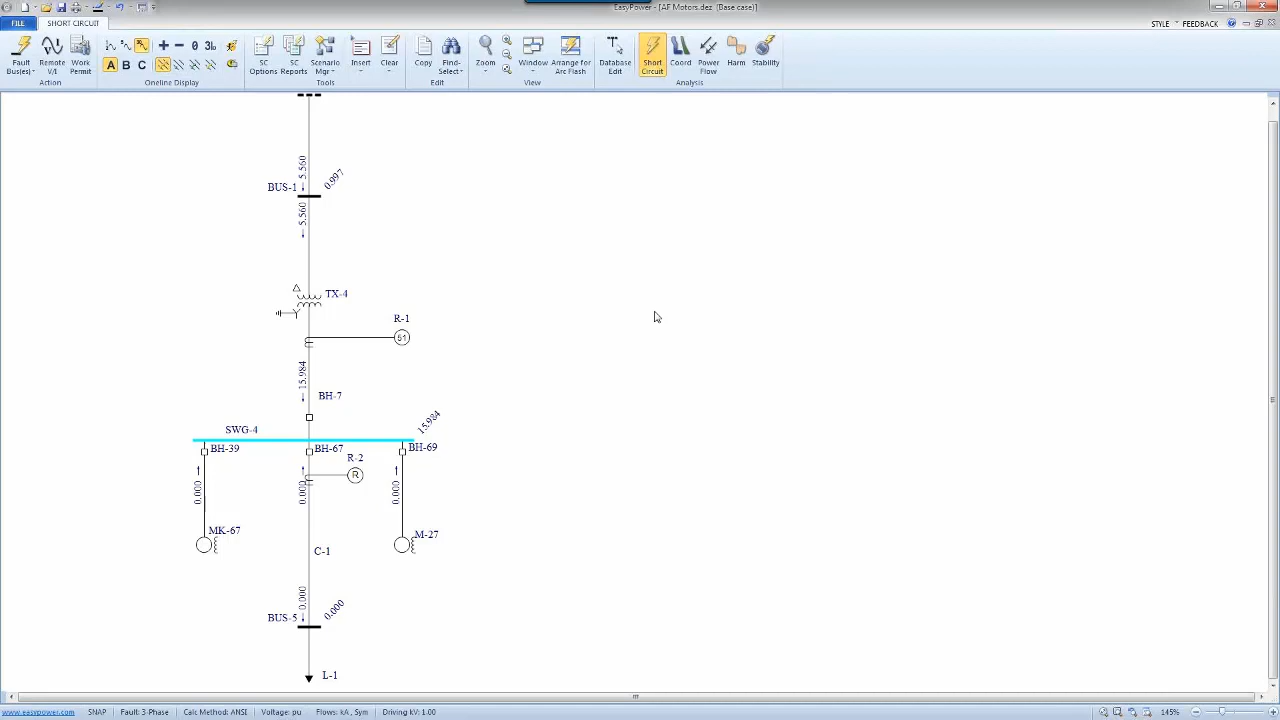 EasyPower - [AF Motors.dez (Base case)]
FILE
SHORT CIRCUIT
STYLE
FEEDBACK
Fault Bus(es)
Remote V/I
Work Permit
Action
A B C
0 3I₀
Oneline Display
SC Options
SC Reports
Scenario Mgr
Tools
Insert
Clear
Copy
Find-Select
Edit
Zoom
Window
Arrange for Arc Flash
View
Database Edit
Short Circuit
Coord
Power Flow
Harm
Stability
Analysis
5.560
BUS-1
0.997
5.560
TX-4
R-1
51
15.984
BH-7
SWG-4
15.984
BH-39
BH-67
BH-69
R-2
R
0.000
0.000
0.000
MK-67
M-27
C-1
0.000
BUS-5
0.000
L-1
www.easypower.com SNAP Fault: 3-Phase Calc Method: ANSI Voltage: pu Flows: kA , Sym Driving kV: 1.00 145%